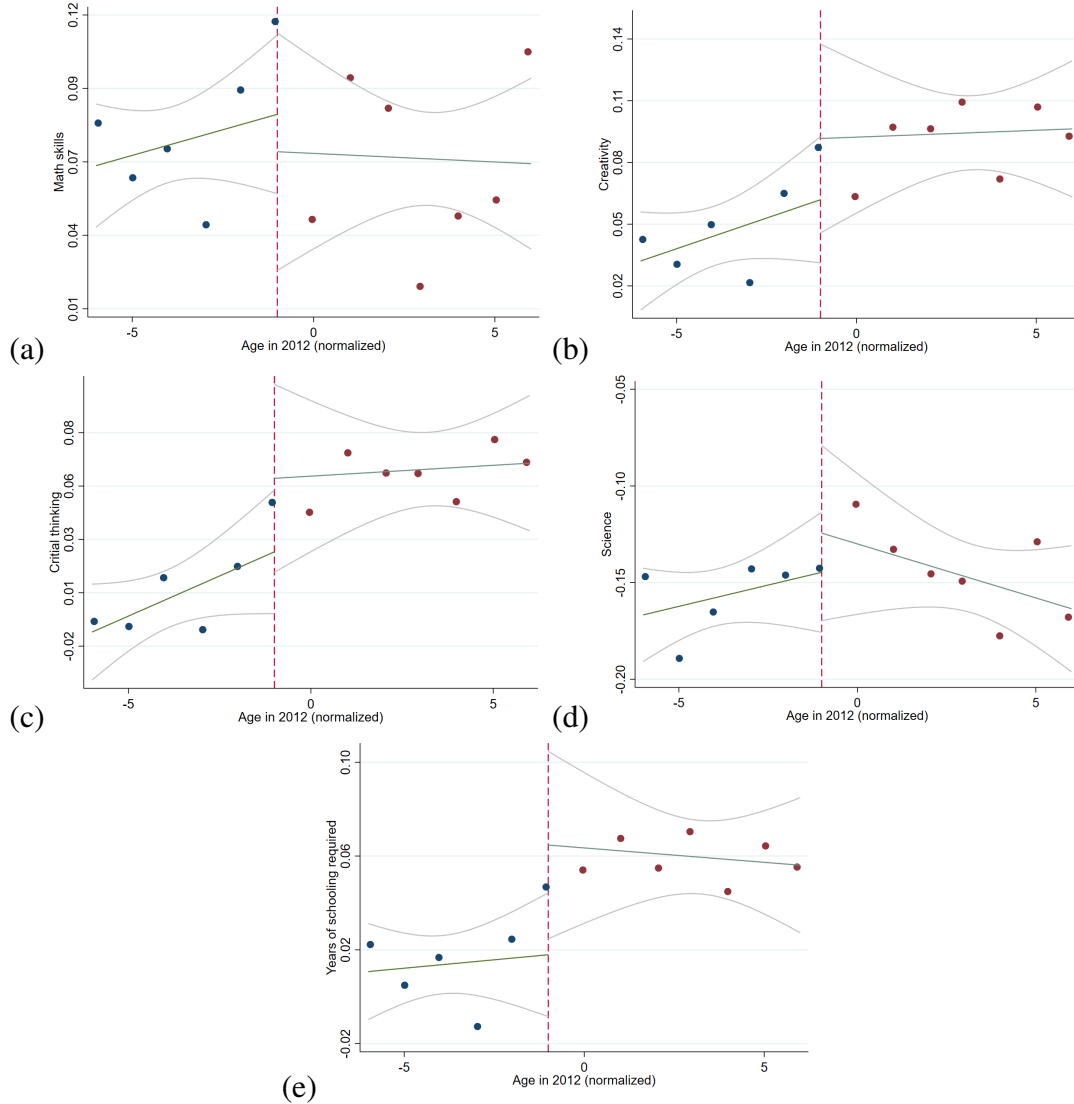 0.12
0.09
0.07
0.04
0.01
Math skills
-5
0
5
Age in 2012 (normalized)
(a)
0.14
0.11
0.08
0.05
0.02
Creativity
-5
0
5
Age in 2012 (normalized)
(b)
0.08
0.06
0.03
0.01
-0.02
Critial thinking
-5
0
5
Age in 2012 (normalized)
(c)
-0.05
-0.10
-0.15
-0.20
Science
-5
0
5
Age in 2012 (normalized)
(d)
0.10
0.06
0.02
-0.02
Years of schooling required
-5
0
5
Age in 2012 (normalized)
(e)